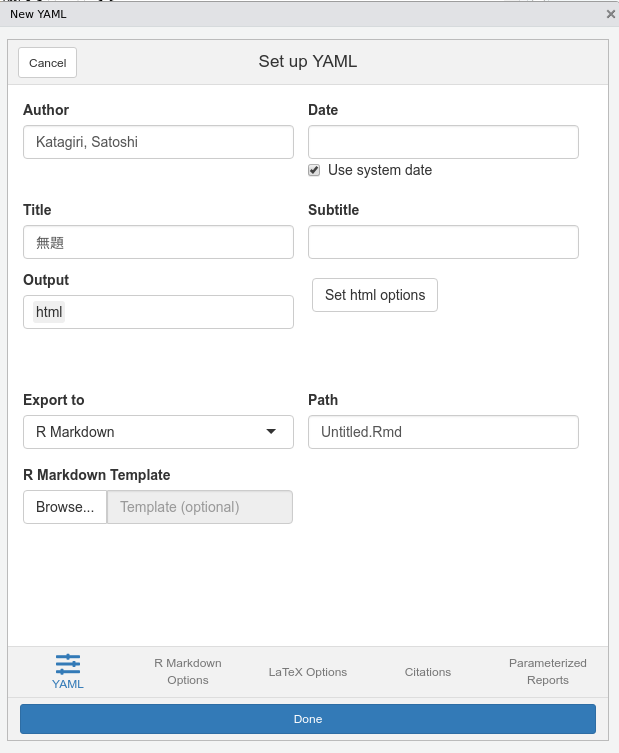 New YAML
Cancel
Set up YAML
Author
Date
Katagiri, Satoshi
Use system date
Title
Subtitle
無題
Output
html
Set html options
Export to
Path
R Markdown
Untitled.Rmd
R Markdown Template
Browse...
Template (optional)
YAML
R Markdown
Options
LaTeX Options
Citations
Parameterized
Reports
Done